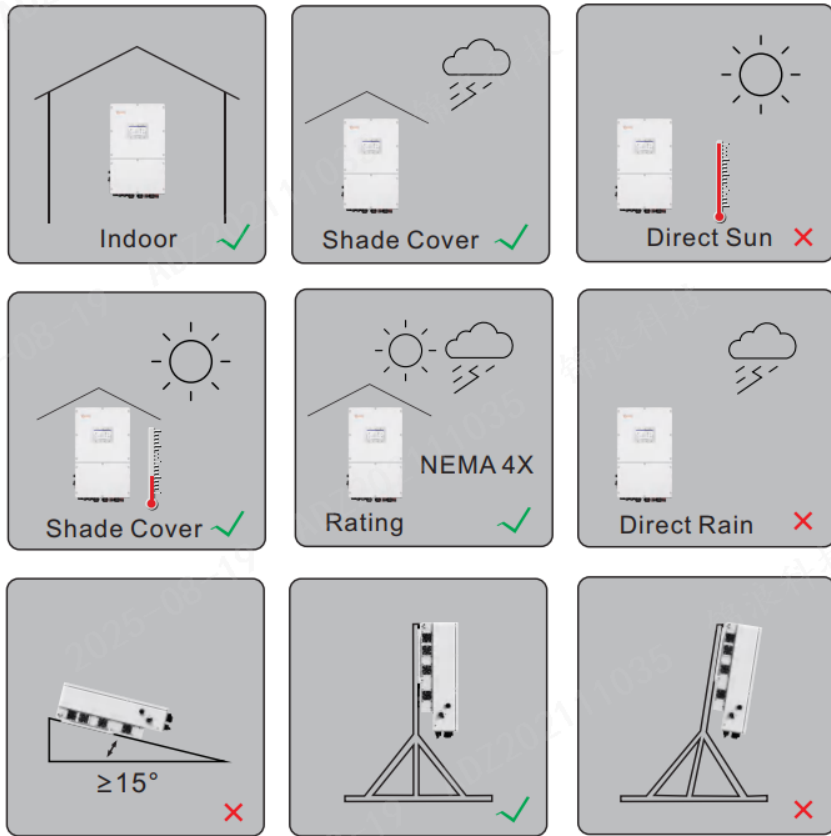 Indoor
Shade Cover
Direct Sun
Shade Cover
NEMA 4X
Rating
Direct Rain
≥15°